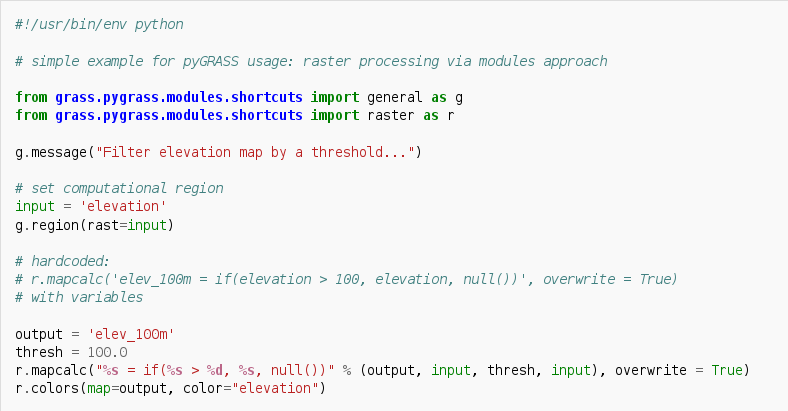 #!/usr/bin/env python
# simple example for pyGRASS usage: raster processing via modules approach
from grass.pygrass.modules.shortcuts import general as g
from grass.pygrass.modules.shortcuts import raster as r
g.message("Filter elevation map by a threshold...")
# set computational region
input = 'elevation'
g.region(rast=input)
# hardcoded:
# r.mapcalc('elev_100m = if(elevation > 100, elevation, null())', overwrite = True)
# with variables
output = 'elev_100m'
thresh = 100.0
r.mapcalc("%s = if(%s > %d, %s, null())" % (output, input, thresh, input), overwrite = True)
r.colors(map=output, color="elevation")